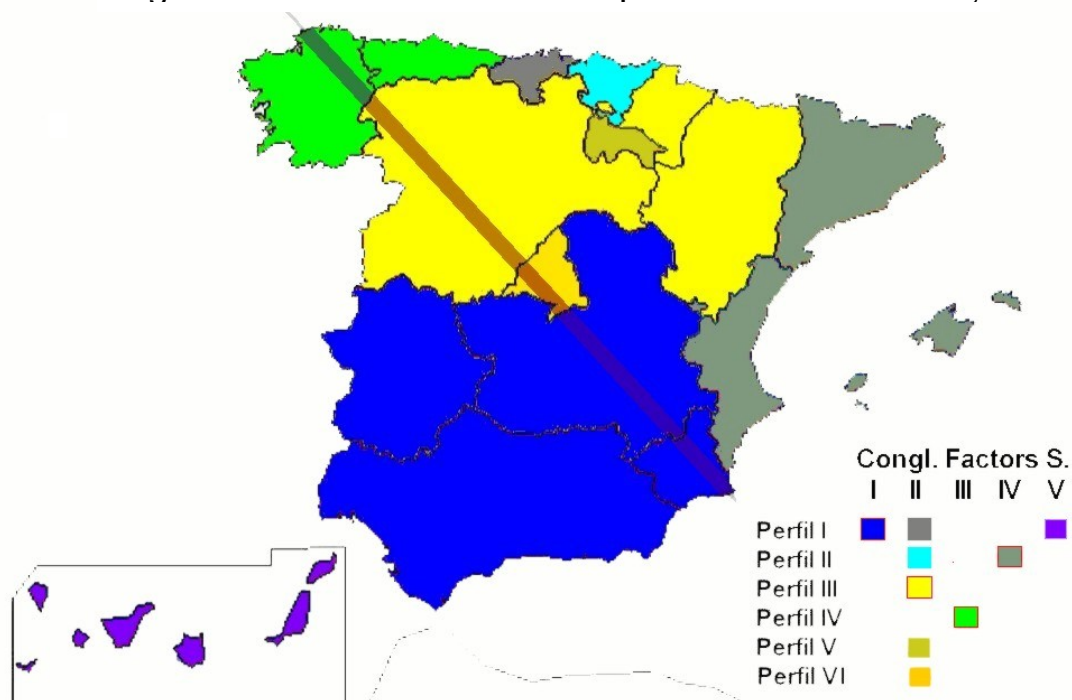 Congl. Factors S.
I II III IV V
Perfil I
Perfil II
Perfil III
Perfil IV
Perfil V
Perfil VI